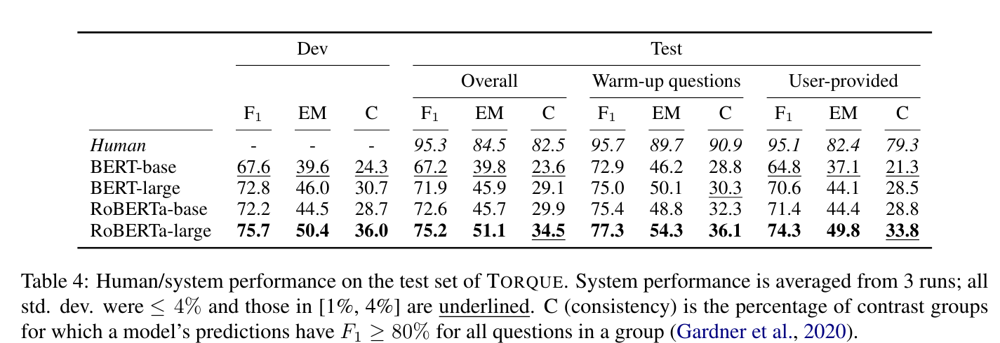 Dev Test
Overall Warm-up questions User-provided
F₁ EM C F₁ EM C F₁ EM C F₁ EM C
Human - - - 95.3 84.5 82.5 95.7 89.7 90.9 95.1 82.4 79.3
BERT-base 67.6 39.6 24.3 67.2 39.8 23.6 72.9 46.2 28.8 64.8 37.1 21.3
BERT-large 72.8 46.0 30.7 71.9 45.9 29.1 75.0 50.1 30.3 70.6 44.1 28.5
RoBERTa-base 72.2 44.5 28.7 72.6 45.7 29.9 75.4 48.8 32.3 71.4 44.4 28.8
RoBERTa-large 75.7 50.4 36.0 75.2 51.1 34.5 77.3 54.3 36.1 74.3 49.8 33.8
Table 4: Human/system performance on the test set of TORQUE. System performance is averaged from 3 runs; all
std. dev. were ≤ 4% and those in [1%, 4%] are underlined. C (consistency) is the percentage of contrast groups
for which a model's predictions have F₁ ≥ 80% for all questions in a group (Gardner et al., 2020).